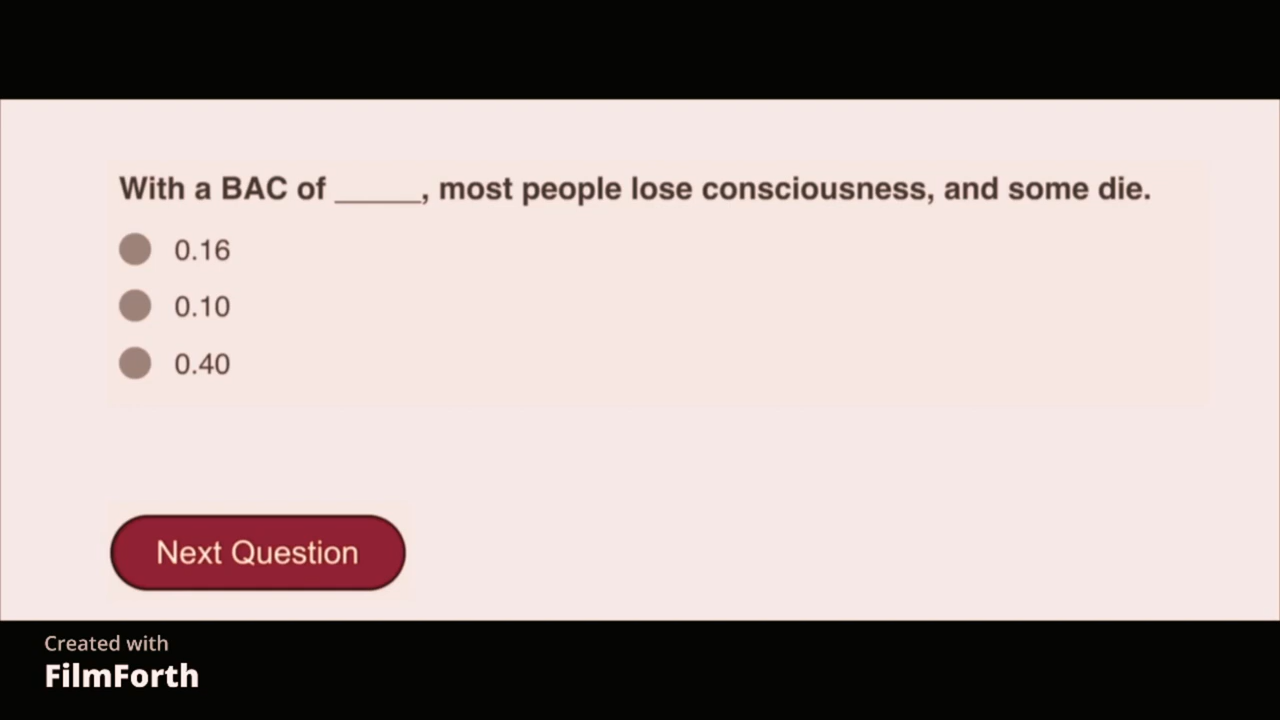 With a BAC of _____, most people lose consciousness, and some die.
0.16
0.10
0.40
Next Question
Created with
FilmForth